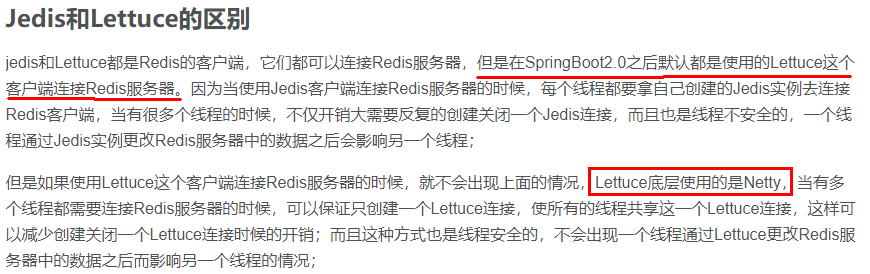 Jedis和Lettuce的区别
jedis和Lettuce都是Redis的客户端，它们都可以连接Redis服务器，但是在SpringBoot2.0之后默认都是使用的Lettuce这个
客户端连接Redis服务器。因为当使用Jedis客户端连接Redis服务器的时候，每个线程都要拿自己创建的Jedis实例去连接
Redis客户端，当有很多个线程的时候，不仅开销大需要反复的创建关闭一个Jedis连接，而且也是线程不安全的，一个线
程通过Jedis实例更改Redis服务器中的数据之后会影响另一个线程；
但是如果使用Lettuce这个客户端连接Redis服务器的时候，就不会出现上面的情况，Lettuce底层使用的是Netty，当有多
个线程都需要连接Redis服务器的时候，可以保证只创建一个Lettuce连接，使所有的线程共享这一个Lettuce连接，这样可
以减少创建关闭一个Lettuce连接时候的开销；而且这种方式也是线程安全的，不会出现一个线程通过Lettuce更改Redis服
务器中的数据之后而影响另一个线程的情况；